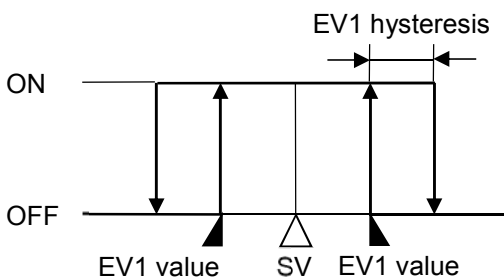 EV1 hysteresis
ON
OFF
EV1 value SV EV1 value